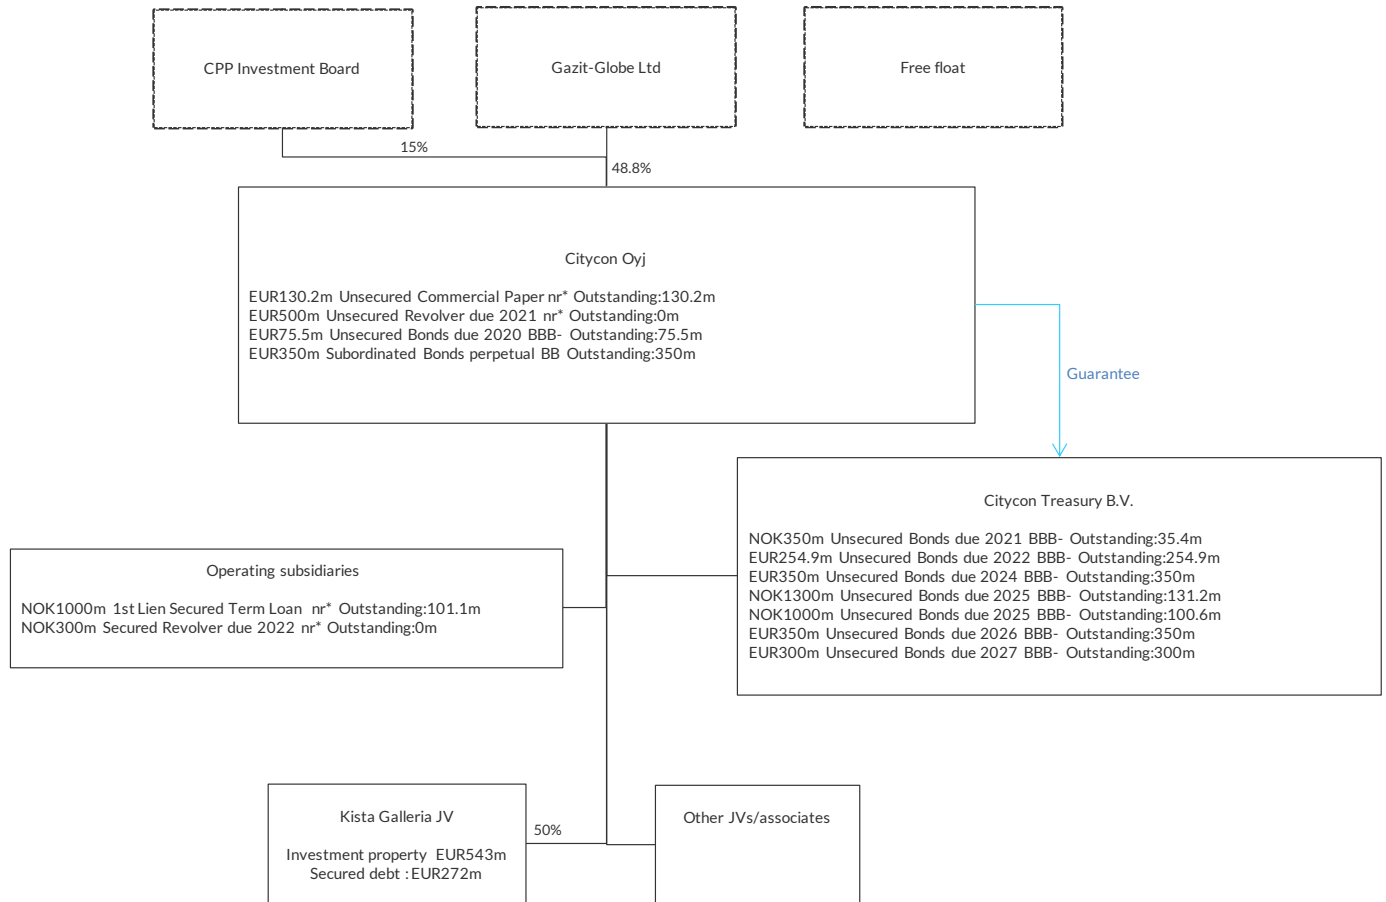 CPP Investment Board
Gazit-Globe Ltd
Free float
15%
48.8%
Citycon Oyj
EUR130.2m Unsecured Commercial Paper nr* Outstanding:130.2m
EUR500m Unsecured Revolver due 2021 nr* Outstanding:0m
EUR75.5m Unsecured Bonds due 2020 BBB- Outstanding:75.5m
EUR350m Subordinated Bonds perpetual BB Outstanding:350m
Guarantee
Citycon Treasury B.V.
NOK350m Unsecured Bonds due 2021 BBB- Outstanding:35.4m
EUR254.9m Unsecured Bonds due 2022 BBB- Outstanding:254.9m
EUR350m Unsecured Bonds due 2024 BBB- Outstanding:350m
NOK1300m Unsecured Bonds due 2025 BBB- Outstanding:131.2m
NOK1000m Unsecured Bonds due 2025 BBB- Outstanding:100.6m
EUR350m Unsecured Bonds due 2026 BBB- Outstanding:350m
EUR300m Unsecured Bonds due 2027 BBB- Outstanding:300m
Operating subsidiaries
NOK1000m 1st Lien Secured Term Loan nr* Outstanding:101.1m
NOK300m Secured Revolver due 2022 nr* Outstanding:0m
Kista Galleria JV
Investment property EUR543m
Secured debt :EUR272m
50%
Other JVs/associates